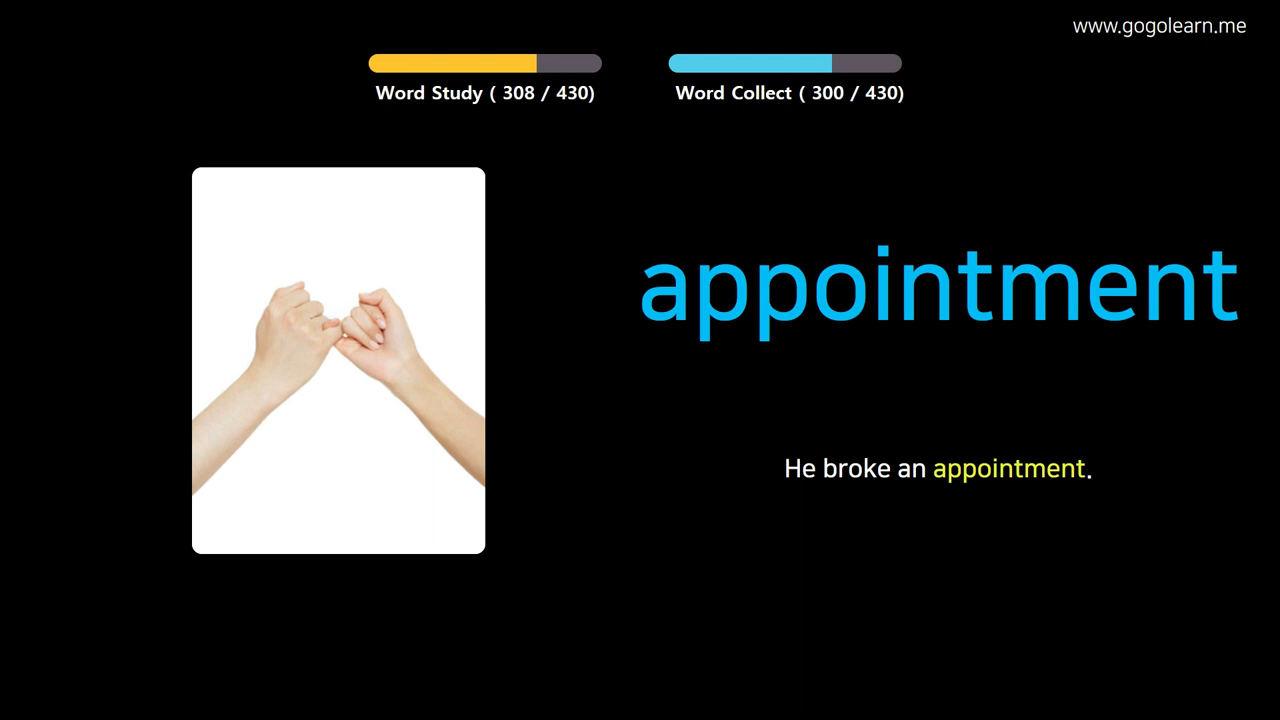 www.gogolearn.me
Word Study ( 308 / 430)
Word Collect ( 300 / 430)
appointment
He broke an appointment.